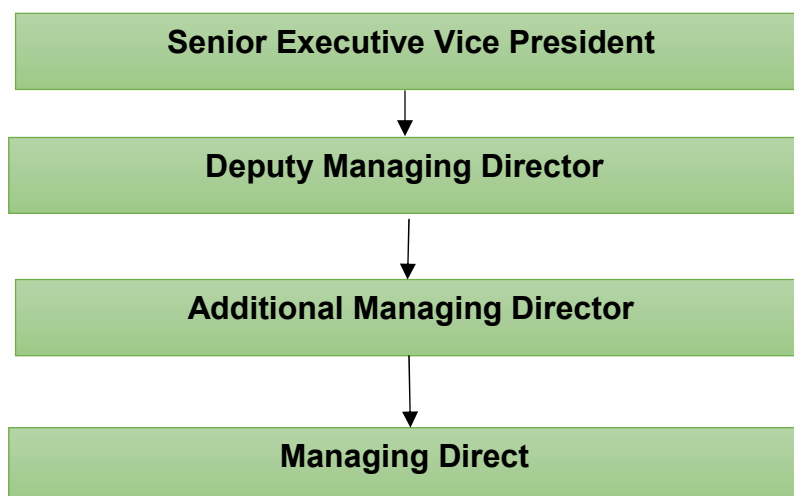 Senior Executive Vice President
Deputy Managing Director
Additional Managing Director
Managing Direct